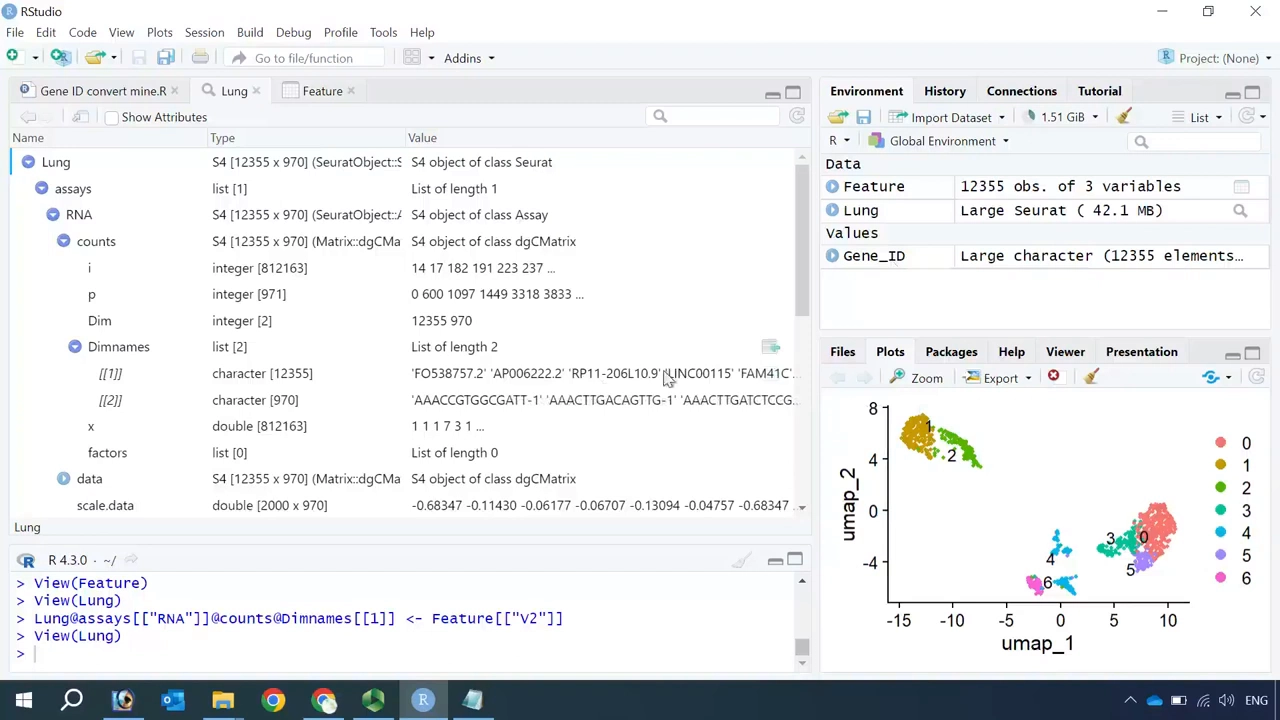 RStudio
File Edit Code View Plots Session Build Debug Profile Tools Help
Go to file/function Addins Project: (None)
Gene ID convert mine.R Lung Feature
Show Attributes
Name Type Value
Lung S4 [12355 x 970] (SeuratObject::S S4 object of class Seurat
assays list [1] List of length 1
RNA S4 [12355 x 970] (SeuratObject::A S4 object of class Assay
counts S4 [12355 x 970] (Matrix::dgCMa S4 object of class dgCMatrix
i integer [812163] 14 17 182 191 223 237 ...
p integer [971] 0 600 1097 1449 3318 3833 ...
Dim integer [2] 12355 970
Dimnames list [2] List of length 2
[[1]] character [12355] 'FO538757.2' 'AP006222.2' 'RP11-206L10.9' 'LINC00115' 'FAM41C'...
[[2]] character [970] 'AAACCGTGGCGATT-1' 'AAACTTGACAGTTG-1' 'AAACTTGATCTCCG...
x double [812163] 1 1 1 7 3 1 ...
factors list [0] List of length 0
data S4 [12355 x 970] (Matrix::dgCMa S4 object of class dgCMatrix
scale.data double [2000 x 970] -0.68347 -0.11430 -0.06177 -0.06707 -0.13094 -0.04757 -0.68347 ...
Lung
R 4.3.0 · ~/
> View(Feature)
> View(Lung)
> Lung@assays[["RNA"]]@counts@Dimnames[[1]] <- Feature[["V2"]]
> View(Lung)
>
Environment History Connections Tutorial
Import Dataset 1.51 GiB List
R Global Environment
Data
Feature 12355 obs. of 3 variables
Lung Large Seurat ( 42.1 MB)
Values
Gene_ID Large character (12355 elements…
Files Plots Packages Help Viewer Presentation
Zoom Export
8
4
0
-4
umap_2
1
2
3
0
4
5
6
-15 -10 -5 0 5 10
umap_1
0
1
2
3
4
5
6
ENG